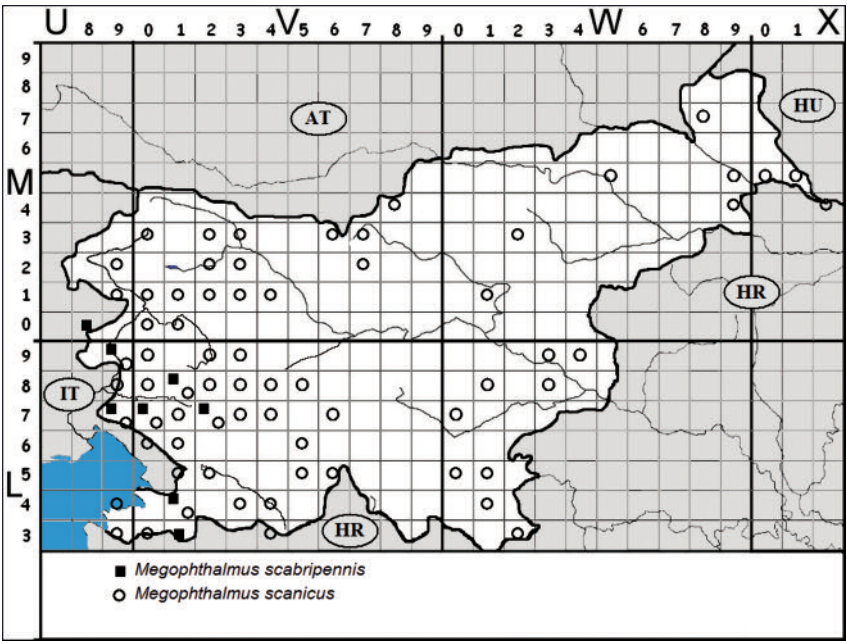 U 8 9 0 1 2 3 4 V 5 6 7 8 9 0 1 2 3 4 W 6 7 8 9 0 1 X
9
8
7
6
M
4
3
2
1
0
9
8
7
6
5
L
4
3
AT
HU
HR
IT
HR
Megophthalmus scabripennis
Megophthalmus scanicus